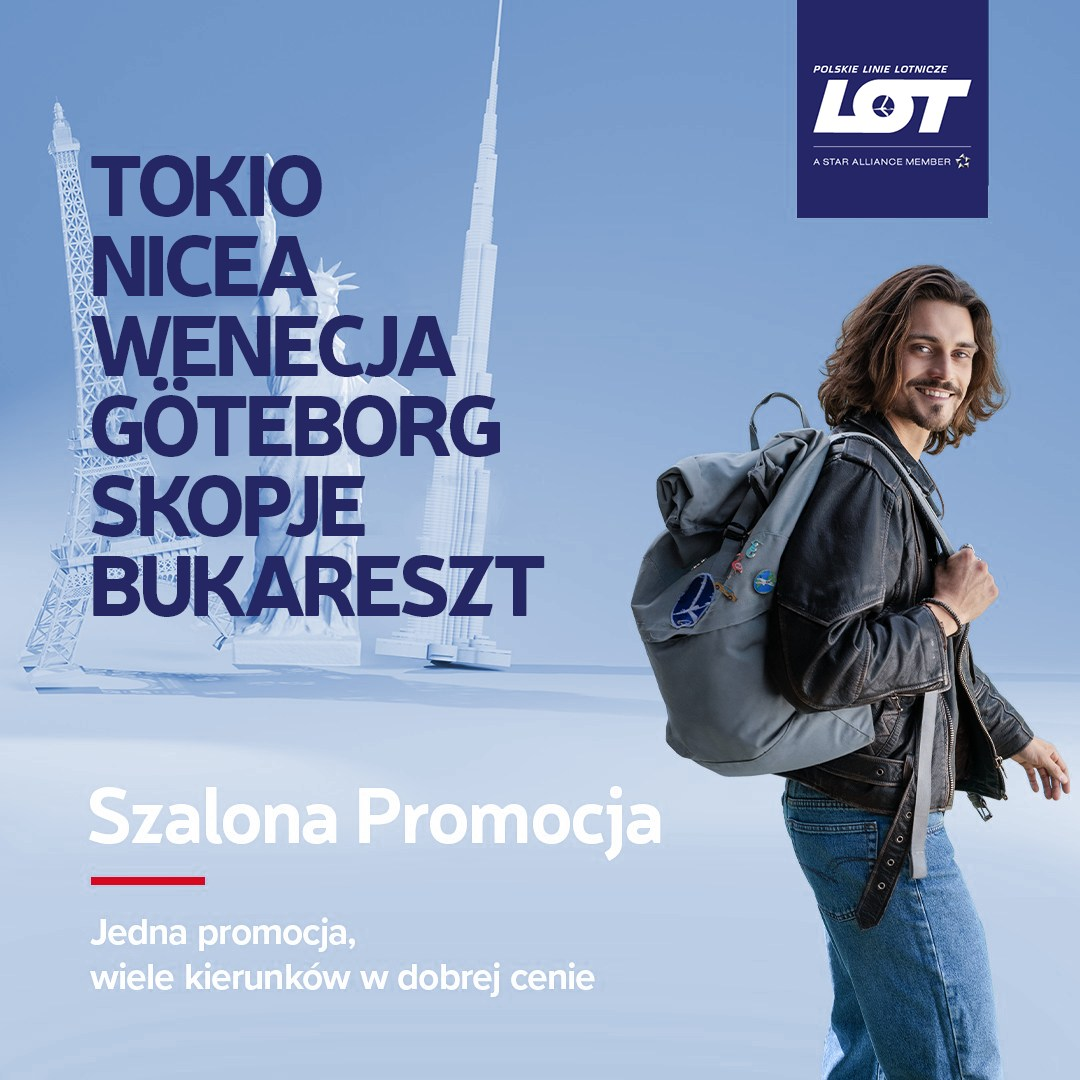 POLSKIE LINIE LOTNICZE
LOT
A STAR ALLIANCE MEMBER
TOKIO
NICEA
WENECJA
GÖTEBORG
SKOPJE
BUKARESZT
Szalona Promocja
Jedna promocja,
wiele kierunków w dobrej cenie